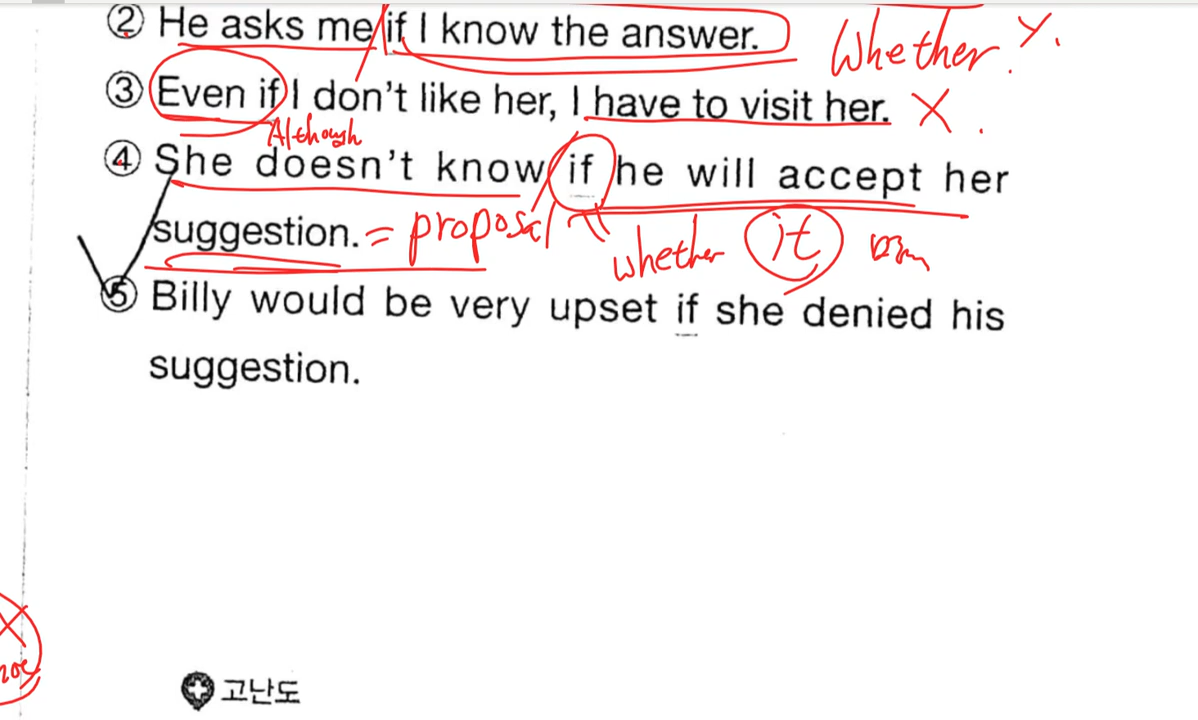 ② He asks me if I know the answer. Whether
③ Even if I don't like her, I have to visit her. X.
Although
④ She doesn't know if he will accept her
suggestion. = proposal whether it
⑤ Billy would be very upset if she denied his
suggestion.
고난도